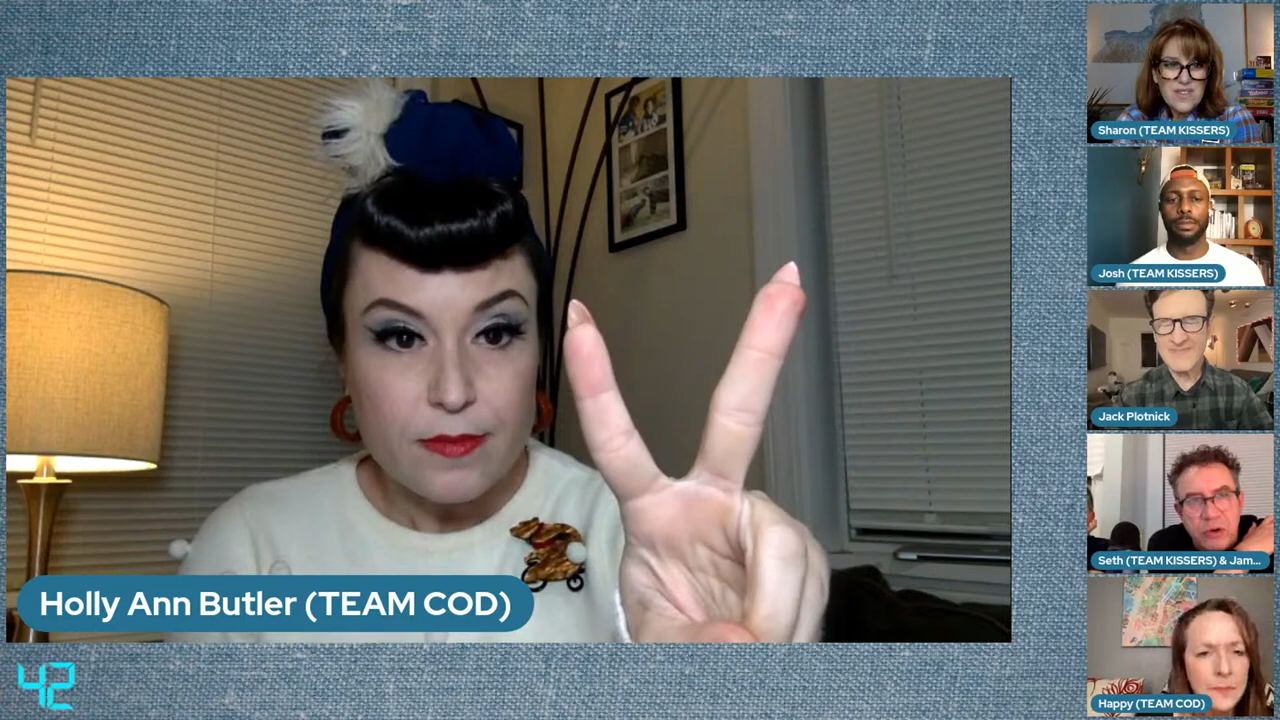 Holly Ann Butler (TEAM COD)
42
Sharon (TEAM KISSERS)
Josh (TEAM KISSERS)
Jack Plotnick
Seth (TEAM KISSERS) & Jam...
Happy (TEAM COD)
Taboo